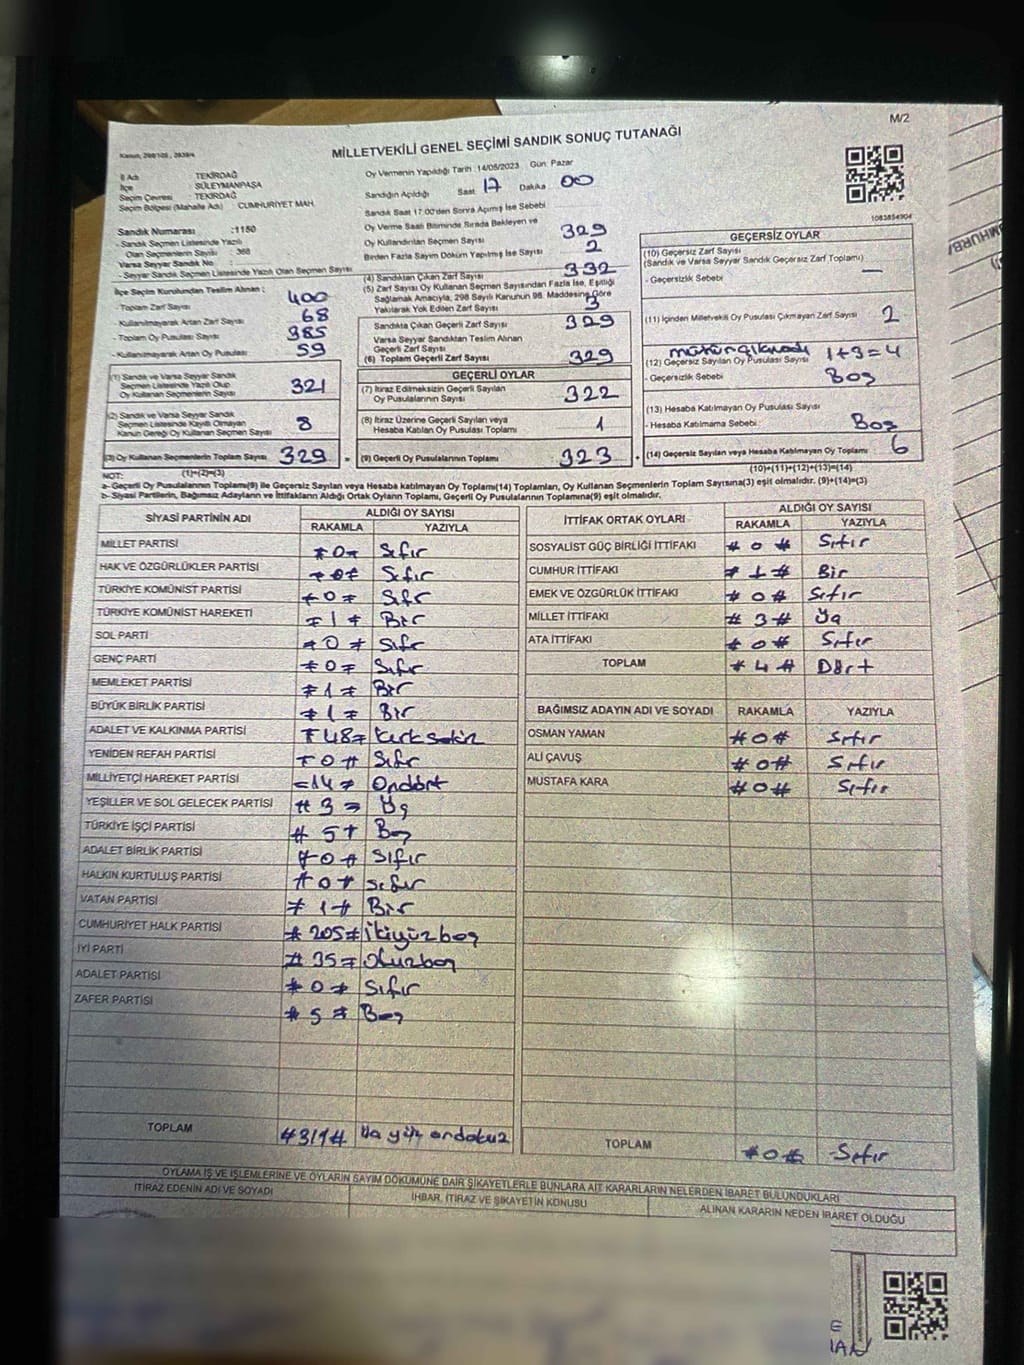 M/2
MİLLETVEKİLİ GENEL SEÇİMİ SANDIK SONUÇ TUTANAĞI
İl Adı TEKİRDAĞ
İlçe SÜLEYMANPAŞA
Seçim Çevresi TEKİRDAĞ
Seçim Bölgesi (Mahalle Adı) CUMHURİYET MAH.
Sandık Numarası :1150
- Sandık Seçmen Listesinde Yazılı
Olan Seçmenlerin Sayısı : 368
Varsa Seyyar Sandık No :
- Seyyar Sandık Seçmen Listesinde Yazılı Olan Seçmen Sayısı
Oy Vermenin Yapıldığı Tarih :14/05/2023 Gün: Pazar
Sandığın Açıldığı Saat 17 Dakika 00
Sandık Saat 17:00'den Sonra Açılmış İse Sebebi
Oy Verme Saati Bitiminde Sırada Bekleyen ve
Oy Kullandırılan Seçmen Sayısı 329
Birden Fazla Sayım Döküm Yapılmış İse Sayısı 2
1083854904
İlçe Seçim Kurulundan Teslim Alınan ;
- Toplam Zarf Sayısı 400
- Kullanılmayarak Artan Zarf Sayısı 68
- Toplam Oy Pusulası Sayısı 385
- Kullanılmayarak Artan Oy Pusulası 59
(1) Sandık ve Varsa Seyyar Sandık
Seçmen Listesinde Yazılı Olup
Oy Kullanan Seçmenlerin Sayısı 321
(2) Sandık ve Varsa Seyyar Sandık
Seçmen Listesinde Kayıtlı Olmayan
Kanun Gereği Oy Kullanan Seçmen Sayısı 8
(3) Oy Kullanan Seçmenlerin Toplam Sayısı 329
(1)+(2)=(3)
(4) Sandıktan Çıkan Zarf Sayısı 332
(5) Zarf Sayısı Oy Kullanan Seçmen Sayısından Fazla İse, Eşitliği
Sağlamak Amacıyla, 298 Sayılı Kanunun 98. Maddesine Göre
Yakılarak Yok Edilen Zarf Sayısı 3
Sandıkta Çıkan Geçerli Zarf Sayısı 329
Varsa Seyyar Sandıktan Teslim Alınan
Geçerli Zarf Sayısı
(6) Toplam Geçerli Zarf Sayısı 329
GEÇERLİ OYLAR
(7) İtiraz Edilmeksizin Geçerli Sayılan
Oy Pusulalarının Sayısı 322
(8) İtiraz Üzerine Geçerli Sayılan veya
Hesaba Katılan Oy Pusulası Toplamı 1
(9) Geçerli Oy Pusulalarının Toplamı 323
GEÇERSİZ OYLAR
(10) Geçersiz Zarf Sayısı
(Sandık ve Varsa Seyyar Sandık Geçersiz Zarf Toplamı) —
- Geçersizlik Sebebi
(11) İçinden Milletvekili Oy Pusulası Çıkmayan Zarf Sayısı 2
(12) Geçersiz Sayılan Oy Pusulası Sayısı 1+3=4
- Geçersizlik Sebebi Boş
(13) Hesaba Katılmayan Oy Pusulası Sayısı
- Hesaba Katılmama Sebebi Boş
(14) Geçersiz Sayılan veya Hesaba Katılmayan Oy Toplamı 6
(10)+(11)+(12)+(13)=(14)
NOT:
a- Geçerli Oy Pusulalarının Toplamı(9) ile Geçersiz Sayılan veya Hesaba katılmayan Oy Toplamı(14) Toplamları, Oy Kullanan Seçmenlerin Toplam Sayısına(3) eşit olmalıdır. (9)+(14)=(3)
b- Siyasi Partilerin, Bağımsız Adayların ve İttifakların Aldığı Ortak Oyların Toplamı, Geçerli Oy Pusulalarının Toplamına(9) eşit olmalıdır.
SİYASİ PARTİNİN ADI ALDIĞI OY SAYISI
RAKAMLA YAZIYLA
MİLLET PARTİSİ ≠0≠ Sıfır
HAK VE ÖZGÜRLÜKLER PARTİSİ ≠0≠ Sıfır
TÜRKİYE KOMÜNİST PARTİSİ ≠0≠ Sıfır
TÜRKİYE KOMÜNİST HAREKETİ ≠1≠ Bir
SOL PARTİ ≠0≠ Sıfır
GENÇ PARTİ ≠0≠ Sıfır
MEMLEKET PARTİSİ ≠1≠ Bir
BÜYÜK BİRLİK PARTİSİ ≠1≠ Bir
ADALET VE KALKINMA PARTİSİ ≠48≠ Kırksekiz
YENİDEN REFAH PARTİSİ ≠0# Sıfır
MİLLİYETÇİ HAREKET PARTİSİ =14≠ Ondört
YEŞİLLER VE SOL GELECEK PARTİSİ #3= Üç
TÜRKİYE İŞÇİ PARTİSİ #5≠ Beş
ADALET BİRLİK PARTİSİ ≠0# Sıfır
HALKIN KURTULUŞ PARTİSİ #0≠ Sıfır
VATAN PARTİSİ ≠1# Bir
CUMHURİYET HALK PARTİSİ #205≠ İkiyüzbeş
İYİ PARTİ #35≠ Otuzbeş
ADALET PARTİSİ #0≠ Sıfır
ZAFER PARTİSİ #5≠ Beş
TOPLAM #319# ondokuz
İTTİFAK ORTAK OYLARI ALDIĞI OY SAYISI
RAKAMLA YAZIYLA
SOSYALİST GÜÇ BİRLİĞİ İTTİFAKI #0# Sıfır
CUMHUR İTTİFAKI ≠1# Bir
EMEK VE ÖZGÜRLÜK İTTİFAKI #0# Sıfır
MİLLET İTTİFAKI #3# Üç
ATA İTTİFAKI #0# Sıfır
TOPLAM #4# Dört
BAĞIMSIZ ADAYIN ADI VE SOYADI RAKAMLA YAZIYLA
OSMAN YAMAN #0# Sıfır
ALİ ÇAVUŞ #0# Sıfır
MUSTAFA KARA #0# Sıfır
TOPLAM #0# Sıfır
OYLAMA İŞ VE İŞLEMLERİNE VE OYLARIN SAYIM DÖKÜMÜNE DAİR ŞİKAYETLERLE BUNLARA AİT KARARLARIN NELERDEN İBARET BULUNDUKLARI
İTİRAZ EDENİN ADI VE SOYADI İHBAR, İTİRAZ VE ŞİKAYETİN KONUSU ALINAN KARARIN NEDEN İBARET OLDUĞU